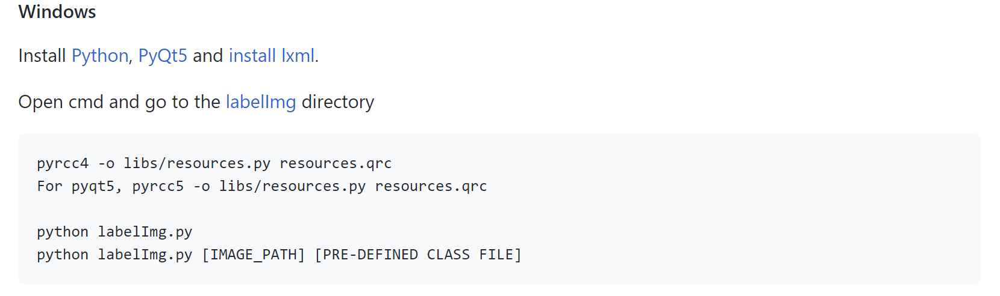 Windows
Install Python, PyQt5 and install lxml.
Open cmd and go to the labelImg directory
pyrcc4 -o libs/resources.py resources.qrc
For pyqt5, pyrcc5 -o libs/resources.py resources.qrc
python labelImg.py
python labelImg.py [IMAGE_PATH] [PRE-DEFINED CLASS FILE]